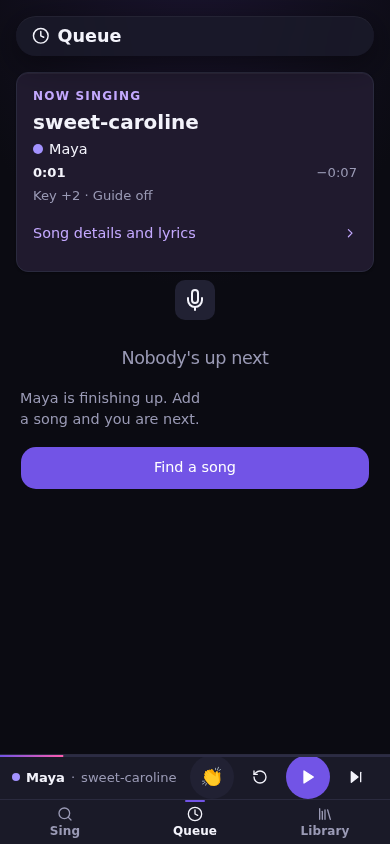 Queue
NOW SINGING
sweet-caroline
Maya
0:01 −0:07
Key +2 · Guide off
Song details and lyrics
Nobody's up next
Maya is finishing up. Add
a song and you are next.
Find a song
Maya · sweet-caroline
Sing Queue Library